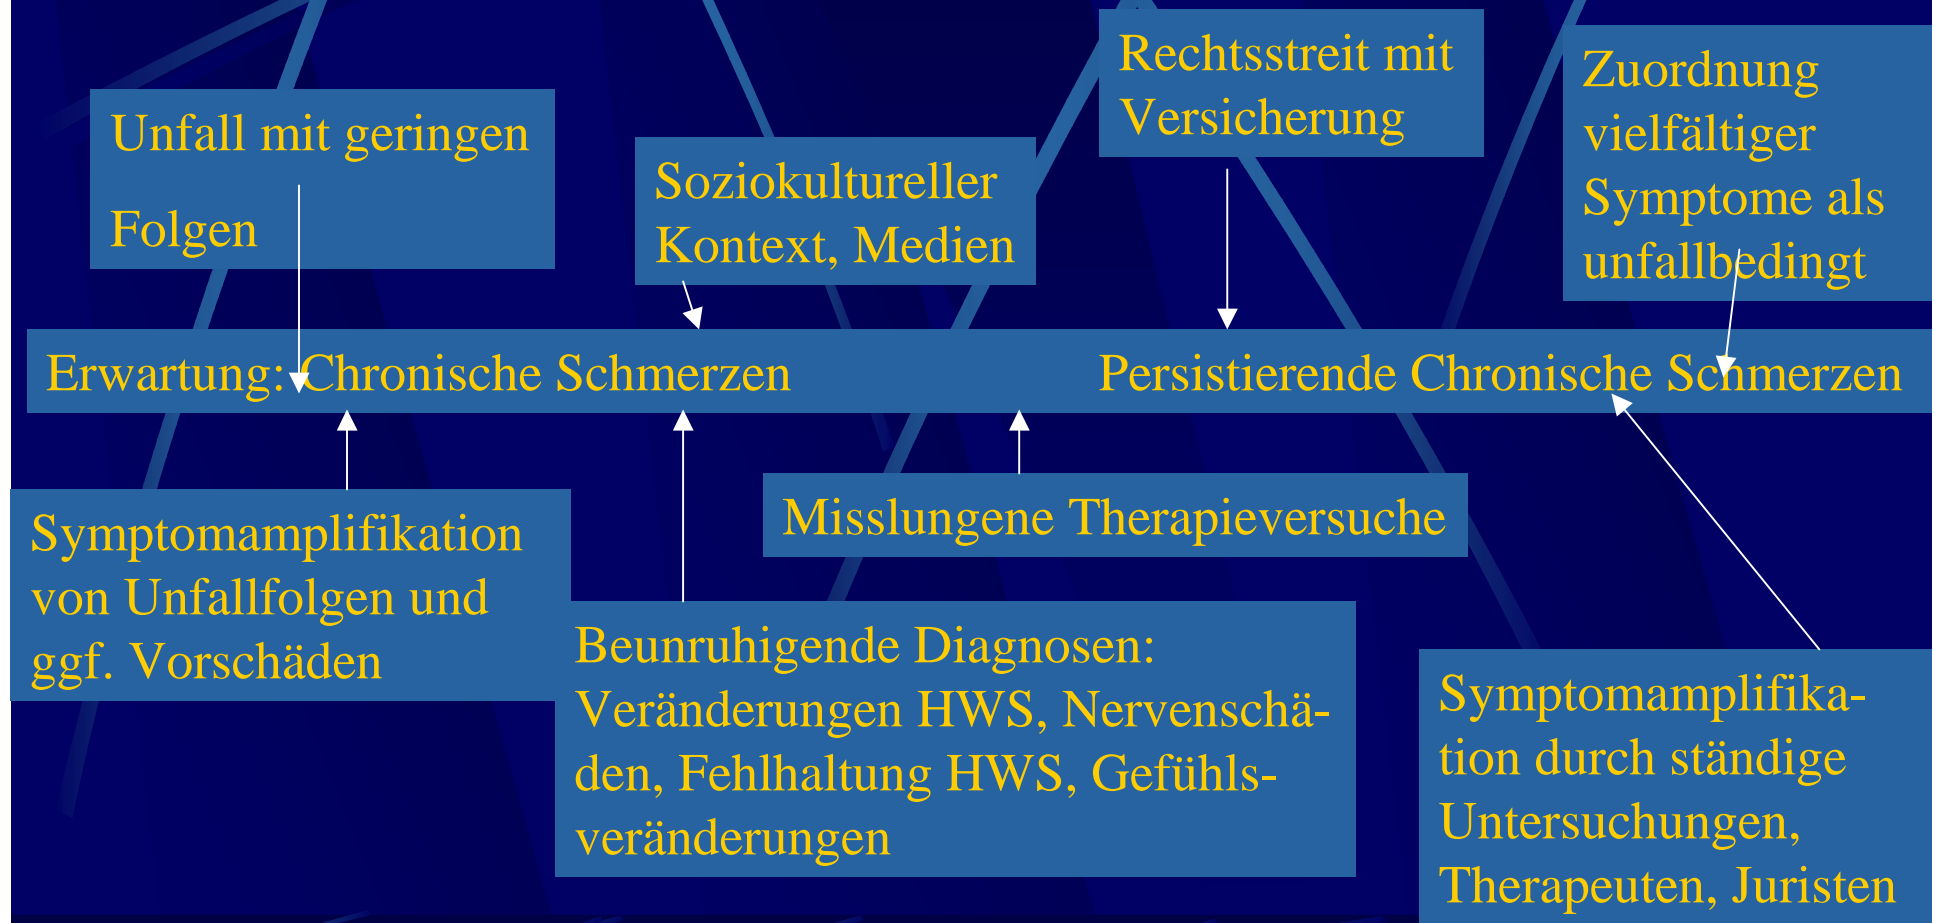 Unfall mit geringen
Folgen
Soziokultureller
Kontext, Medien
Rechtsstreit mit
Versicherung
Zuordnung
vielfältiger
Symptome als
unfallbedingt
Erwartung: Chronische Schmerzen
Persistierende Chronische Schmerzen
Symptomamplifikation
von Unfallfolgen und
ggf. Vorschäden
Beunruhigende Diagnosen:
Veränderungen HWS, Nervenschä-
den, Fehlhaltung HWS, Gefühls-
veränderungen
Misslungene Therapieversuche
Symptomamplifika-
tion durch ständige
Untersuchungen,
Therapeuten, Juristen